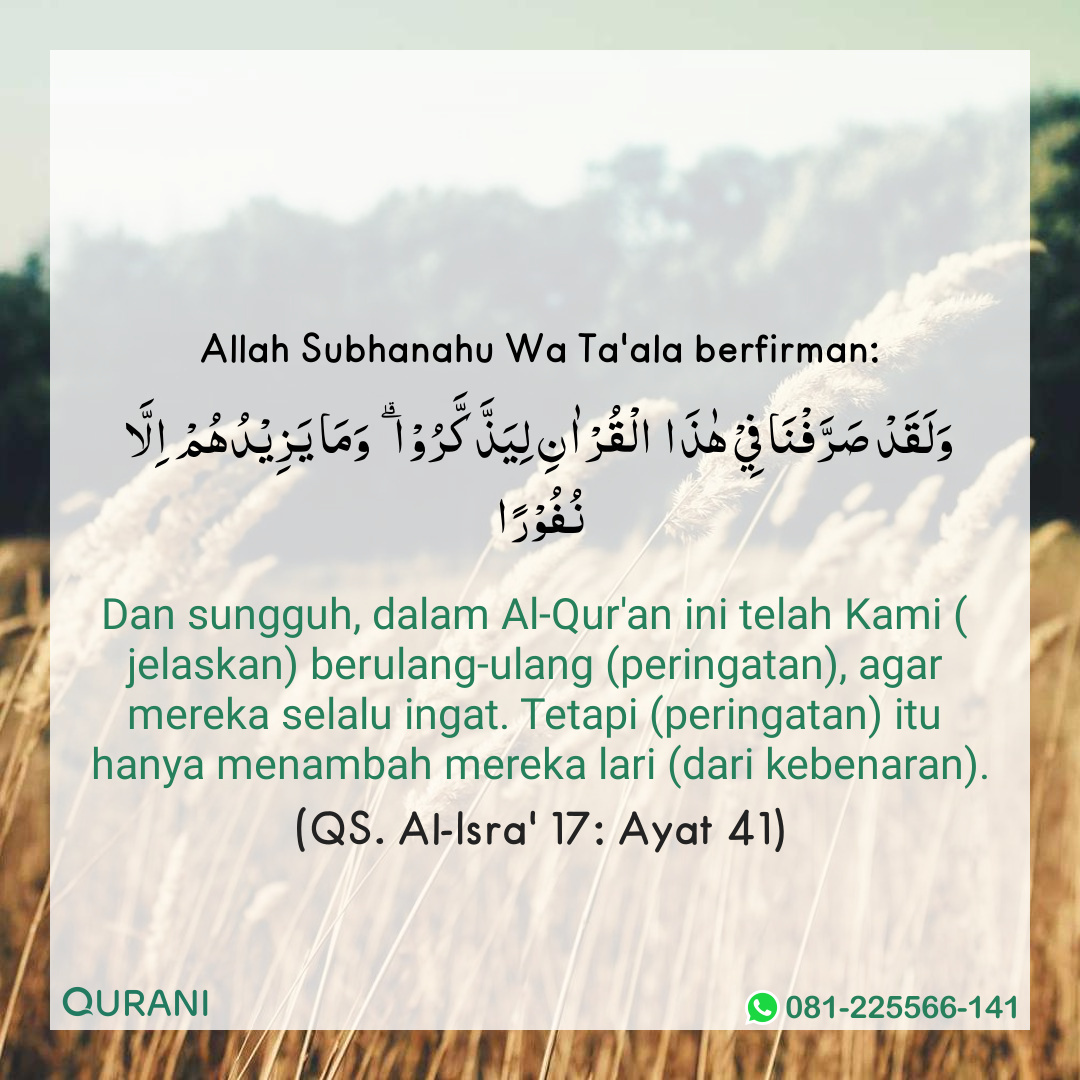 Allah Subhanahu Wa Ta'ala berfirman:
وَلَقَدْ صَرَّفْنَا فِيْ هٰذَا الْقُرْاٰنِ لِيَذَّكَّرُوْاۗ وَمَا يَزِيْدُهُمْ اِلَّا
نُفُوْرًا
Dan sungguh, dalam Al-Qur'an ini telah Kami (
jelaskan) berulang-ulang (peringatan), agar
mereka selalu ingat. Tetapi (peringatan) itu
hanya menambah mereka lari (dari kebenaran).
(QS. Al-Isra' 17: Ayat 41)
QURANI
081-225566-141